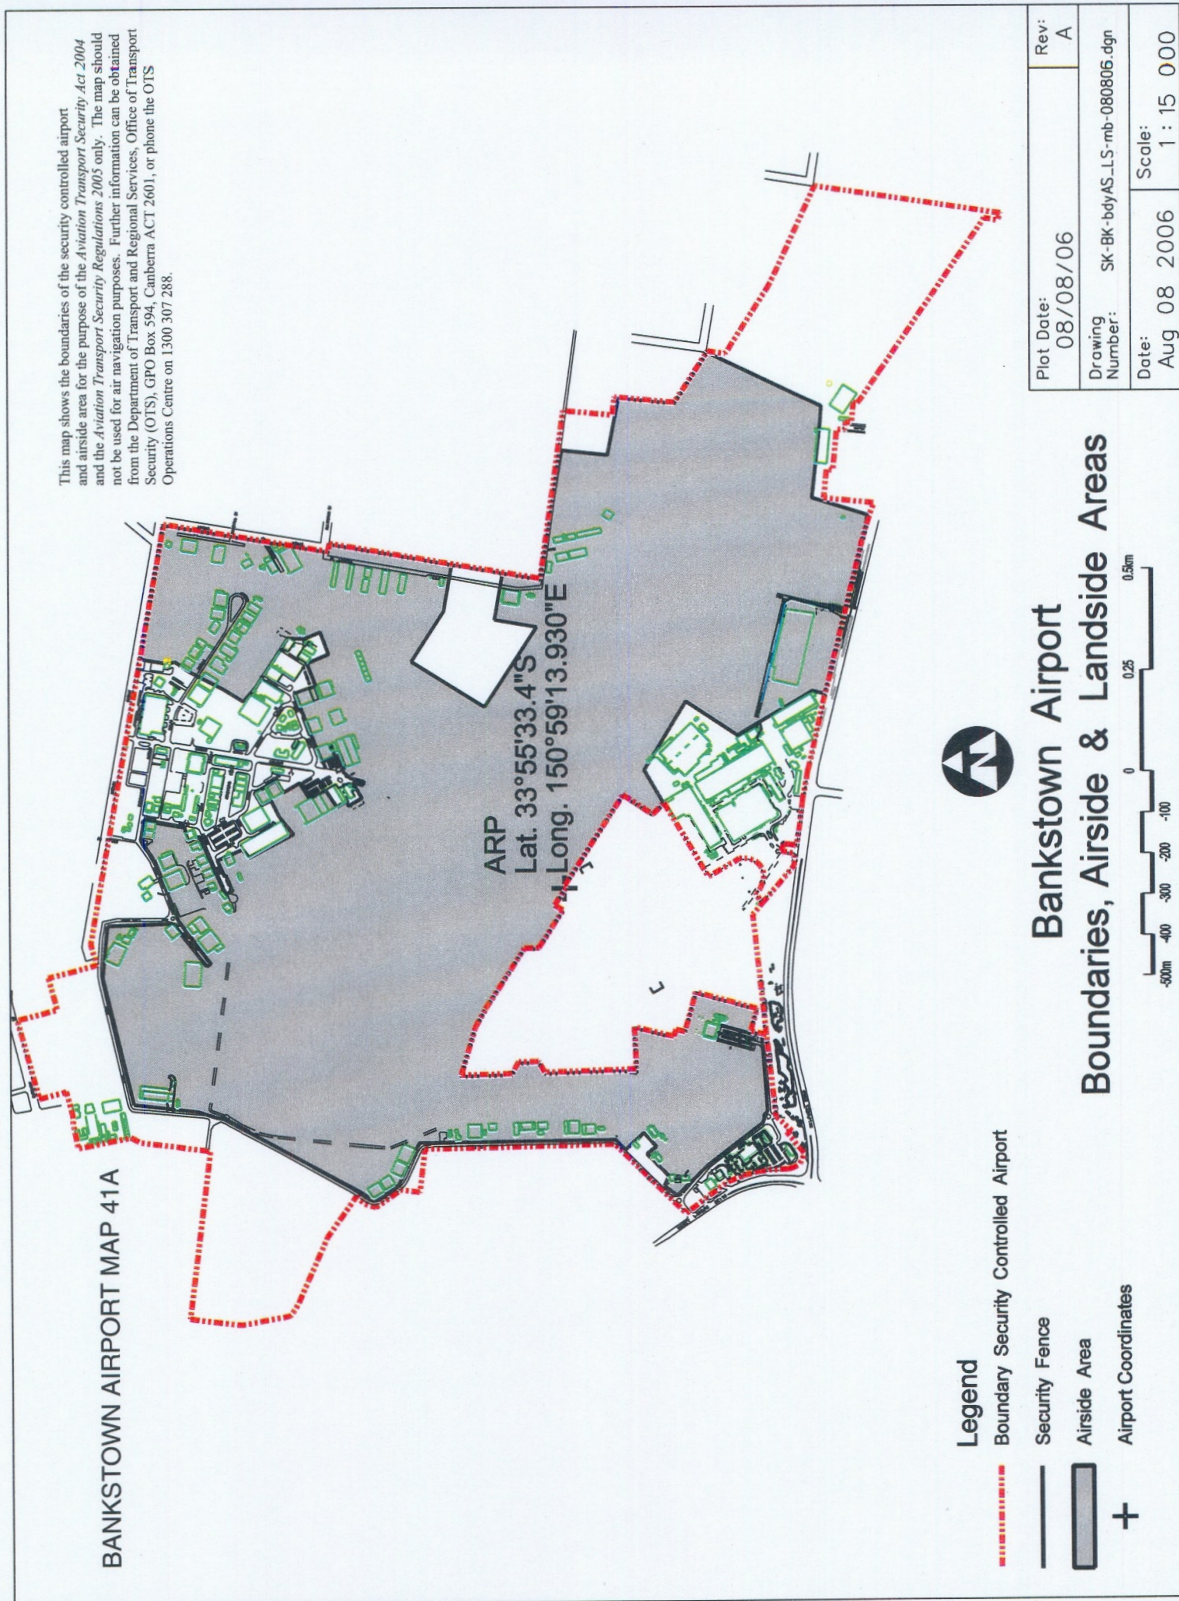 BANKSTOWN AIRPORT MAP 41A
This map shows the boundaries of the security controlled airport
and airside area for the purpose of the Aviation Transport Security Act 2004
and the Aviation Transport Security Regulations 2005 only. The map should
not be used for air navigation purposes. Further information can be obtained
from the Department of Transport and Regional Services, Office of Transport
Security (OTS), GPO Box 594, Canberra ACT 2601, or phone the OTS
Operations Centre on 1300 307 288.
ARP
Lat. 33°55'33.4"S
Long. 150°59'13.930"E
N
Legend
Boundary Security Controlled Airport
Security Fence
Airside Area
Airport Coordinates
Bankstown Airport
Boundaries, Airside & Landside Areas
-500m -400 -300 -200 -100 0 0.25 0.5km
Plot Date:
08/08/06
Rev:
A
Drawing
Number:
SK-BK-bdyAS_LS-mb-080806.dgn
Date:
Aug 08 2006
Scale:
1 : 15 000